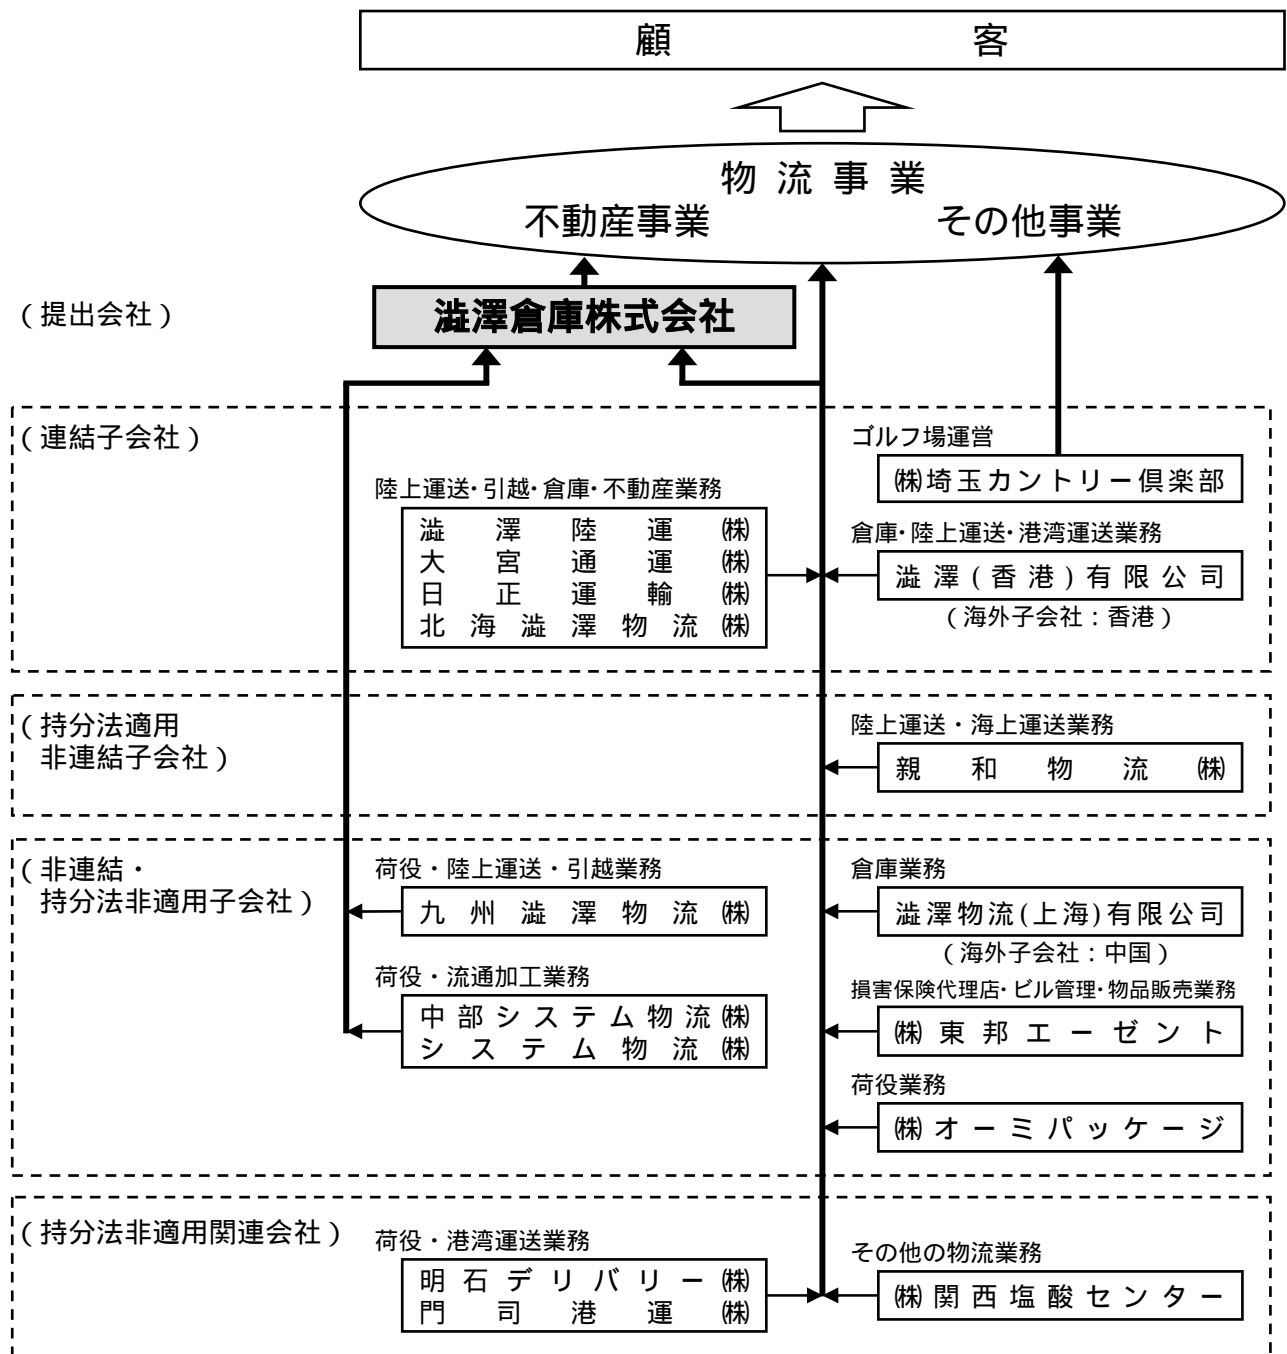 顧客
物流事業
不動産事業 その他事業
(提出会社)
澁澤倉庫株式会社
(連結子会社)
ゴルフ場運営
㈱埼玉カントリー倶楽部
陸上運送・引越・倉庫・不動産業務
澁澤陸運㈱
大宮通運㈱
日正運輸㈱
北海澁澤物流㈱
倉庫・陸上運送・港湾運送業務
澁澤(香港)有限公司
(海外子会社:香港)
(持分法適用
非連結子会社)
陸上運送・海上運送業務
親和物流㈱
(非連結・
持分法非適用子会社)
荷役・陸上運送・引越業務
九州澁澤物流㈱
荷役・流通加工業務
中部システム物流㈱
システム物流㈱
倉庫業務
澁澤物流(上海)有限公司
(海外子会社:中国)
損害保険代理店・ビル管理・物品販売業務
㈱東邦エーゼント
荷役業務
㈱オーミパッケージ
(持分法非適用関連会社)
荷役・港湾運送業務
明石デリバリー㈱
門司港運㈱
その他の物流業務
㈱関西塩酸センター